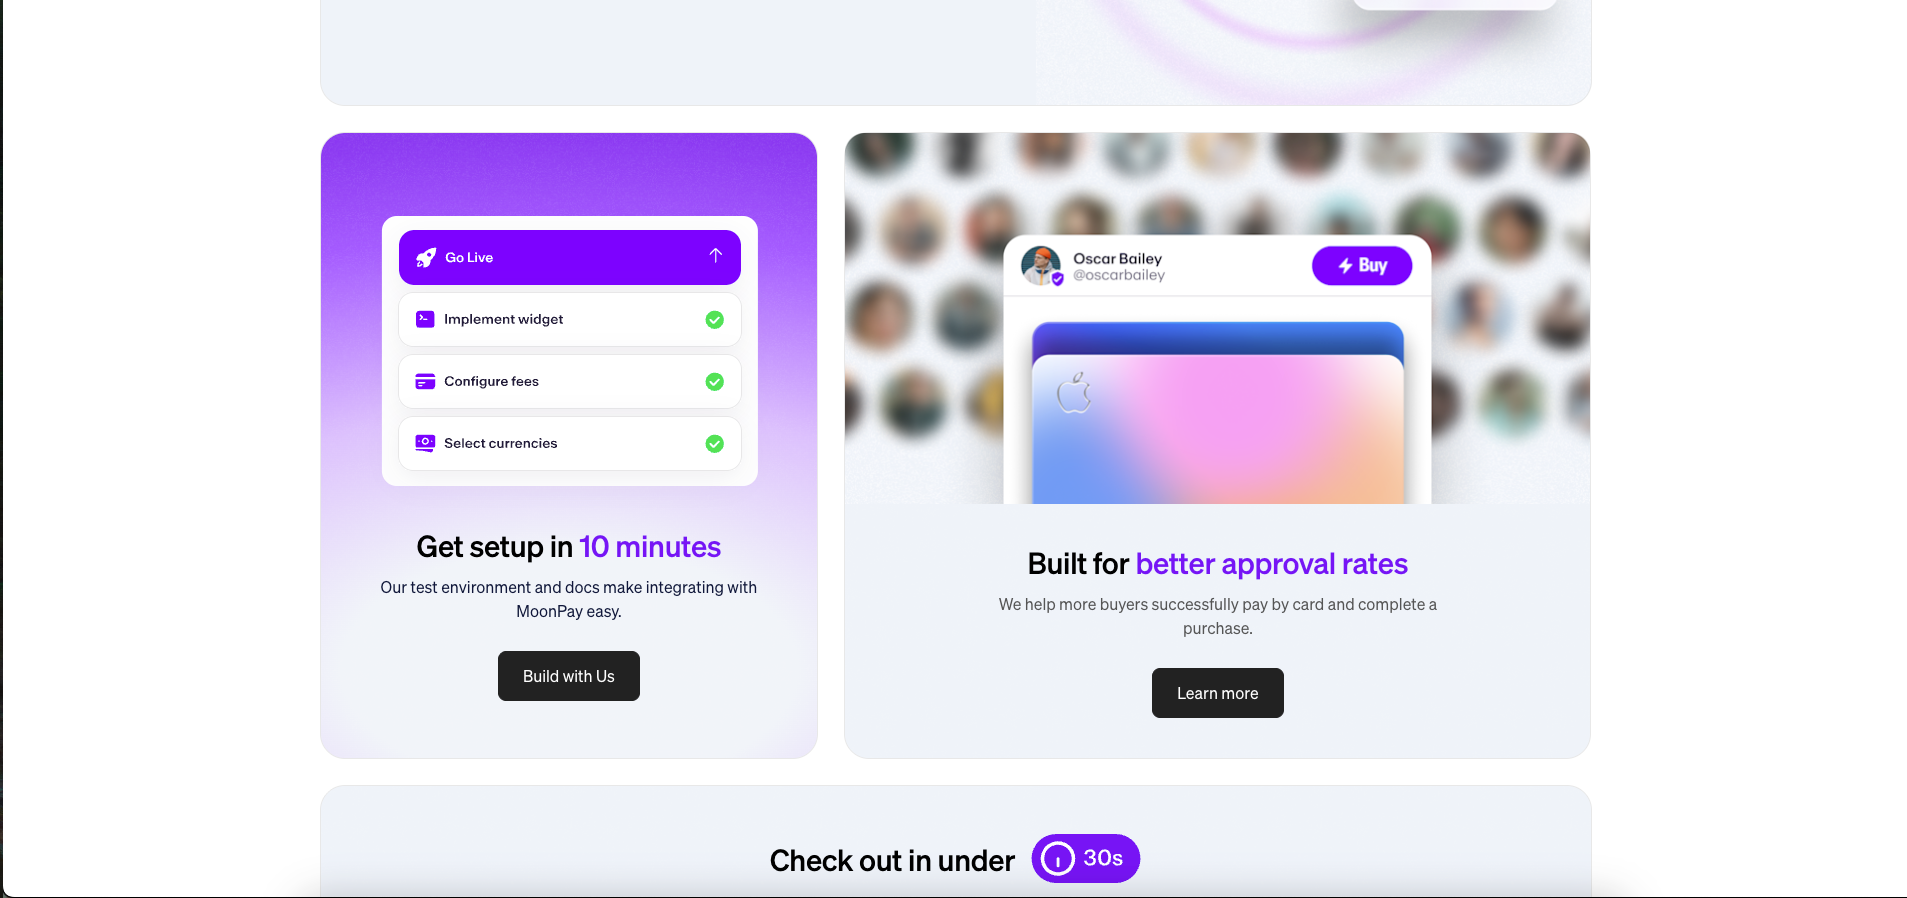 Go Live
Implement widget
Configure fees
Select currencies
Get setup in 10 minutes
Our test environment and docs make integrating with
MoonPay easy.
Build with Us
Oscar Bailey
@oscarbailey
Buy
Built for better approval rates
We help more buyers successfully pay by card and complete a
purchase.
Learn more
Check out in under 30s